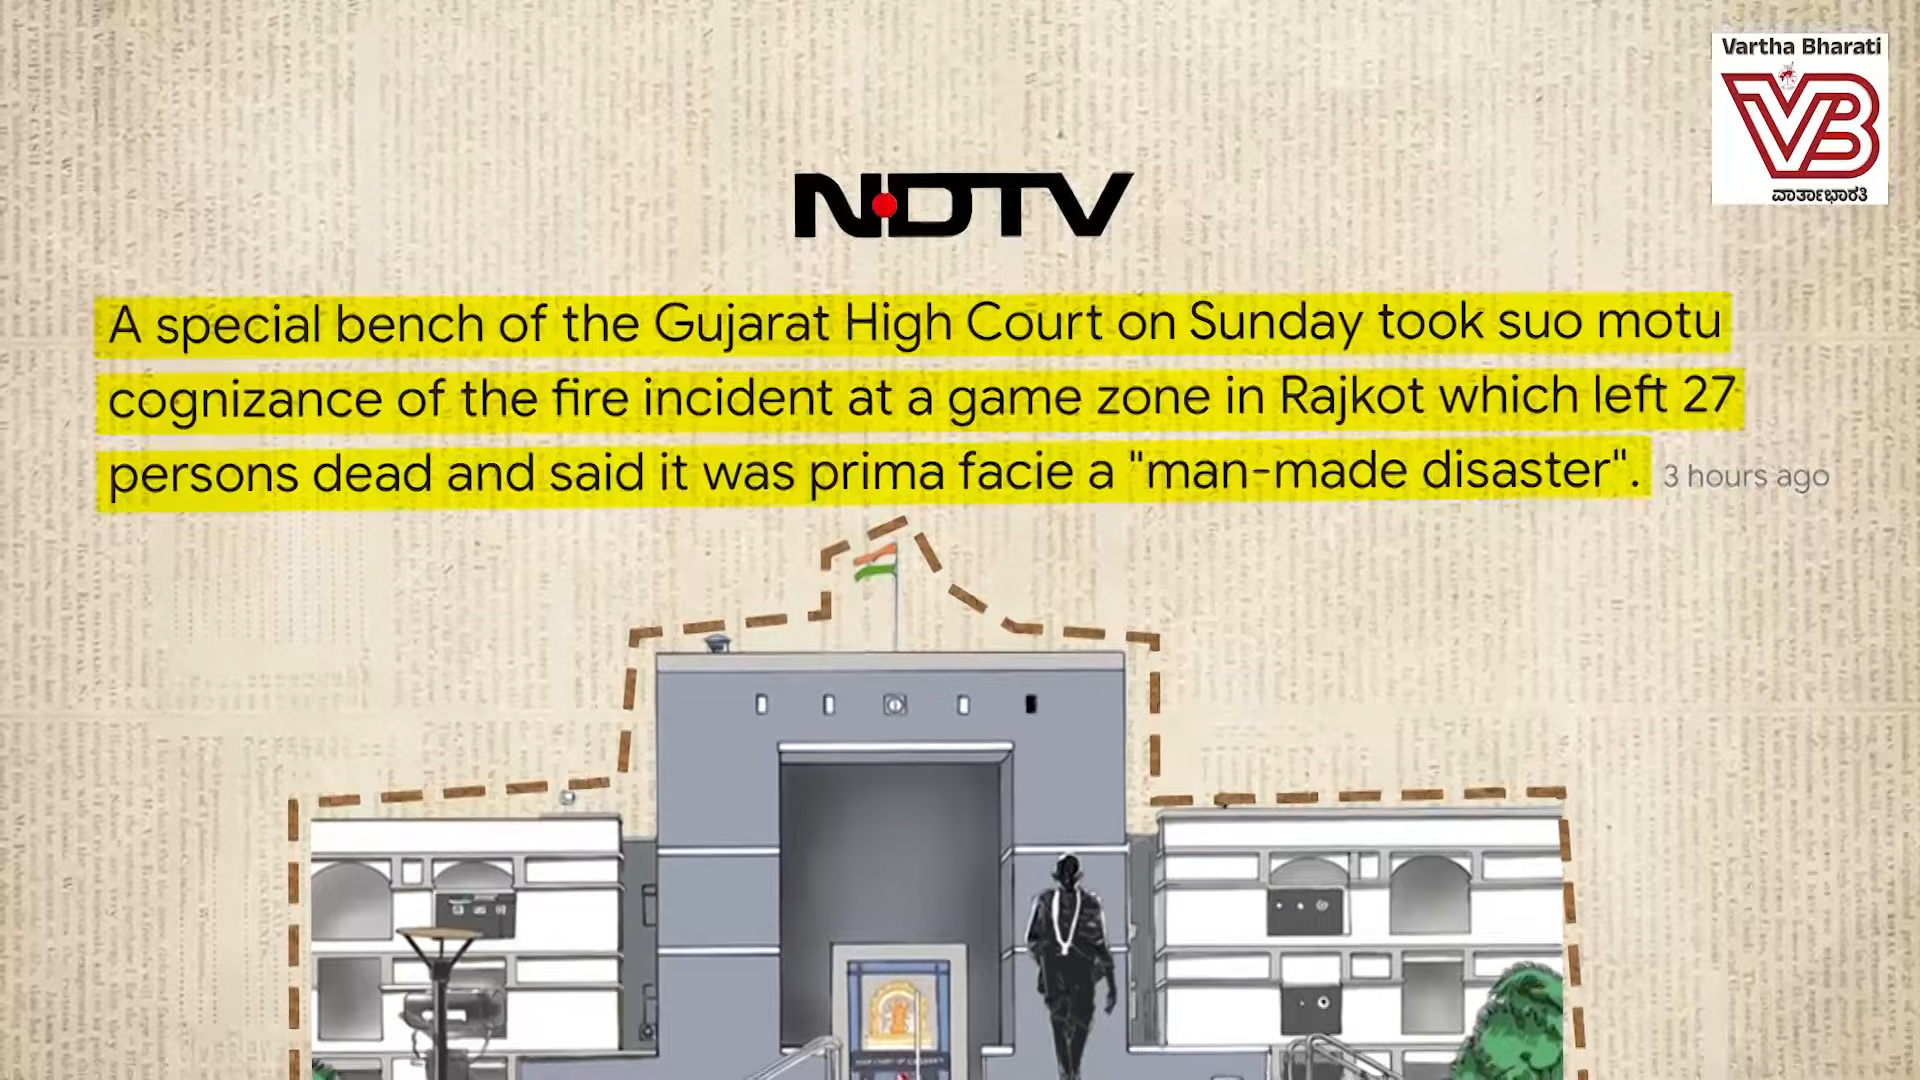 Vartha Bharati
VB
ವಾರ್ತಾಭಾರತಿ
NDTV
A special bench of the Gujarat High Court on Sunday took suo motu
cognizance of the fire incident at a game zone in Rajkot which left 27
persons dead and said it was prima facie a "man-made disaster". 3 hours ago